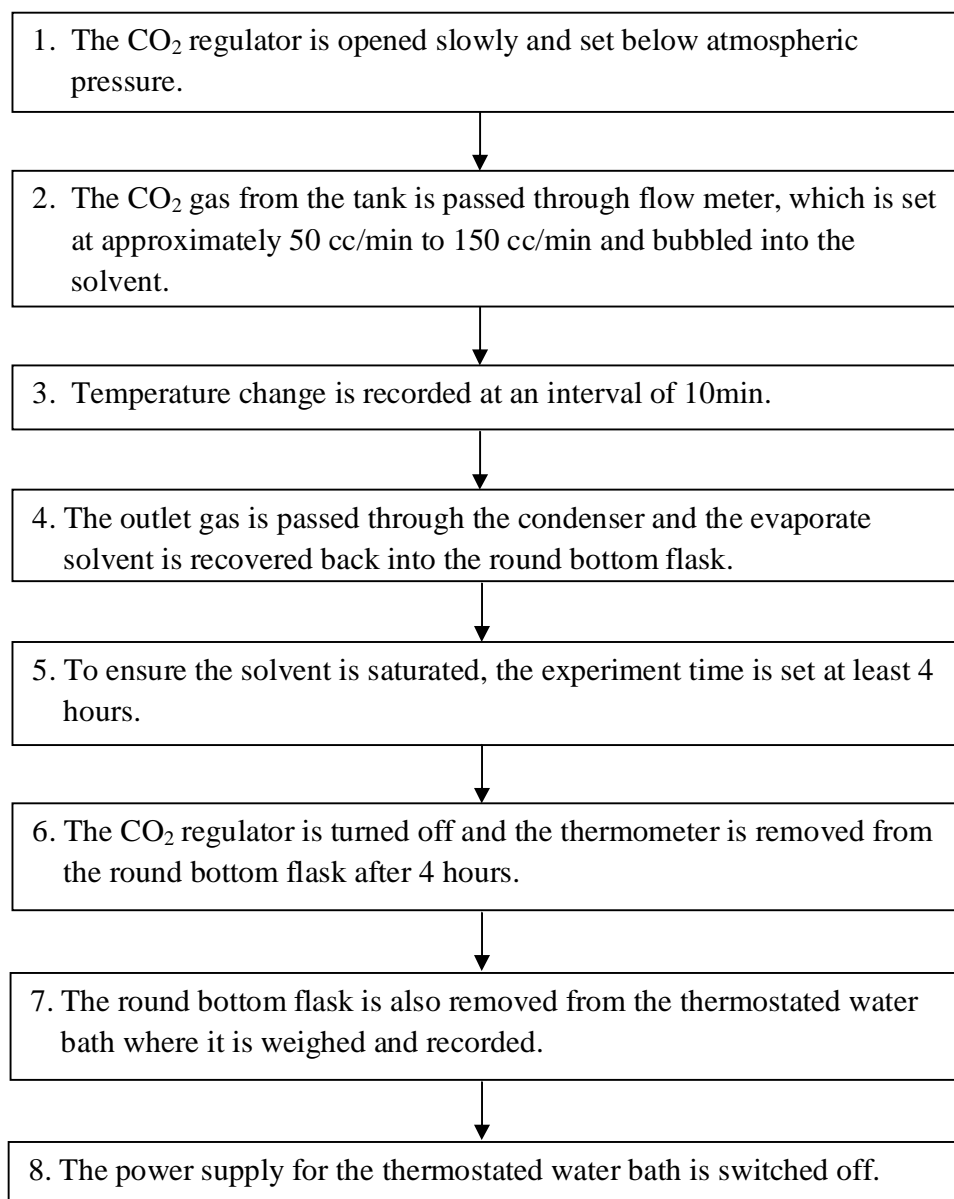 1. The CO₂ regulator is opened slowly and set below atmospheric
pressure.
2. The CO₂ gas from the tank is passed through flow meter, which is set
at approximately 50 cc/min to 150 cc/min and bubbled into the
solvent.
3. Temperature change is recorded at an interval of 10min.
4. The outlet gas is passed through the condenser and the evaporate
solvent is recovered back into the round bottom flask.
5. To ensure the solvent is saturated, the experiment time is set at least 4
hours.
6. The CO₂ regulator is turned off and the thermometer is removed from
the round bottom flask after 4 hours.
7. The round bottom flask is also removed from the thermostated water
bath where it is weighed and recorded.
8. The power supply for the thermostated water bath is switched off.